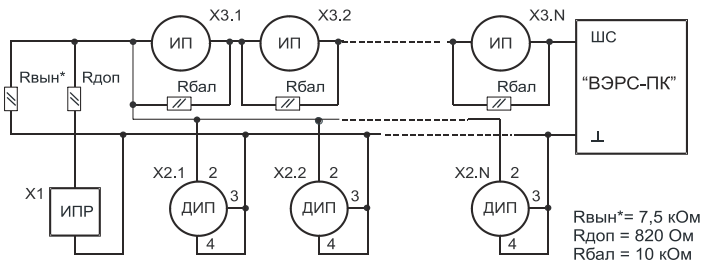 X3.1 X3.2 X3.N
ИП ИП ИП ШС
Rвын* Rдоп Rбал Rбал Rбал "ВЭРС-ПК"
⊥
X2.1 2 X2.2 2 X2.N 2
X1 3 3 3
ИПР ДИП ДИП ДИП
4 4 4
Rвын*= 7,5 кОм
Rдоп = 820 Ом
Rбал = 10 кОм